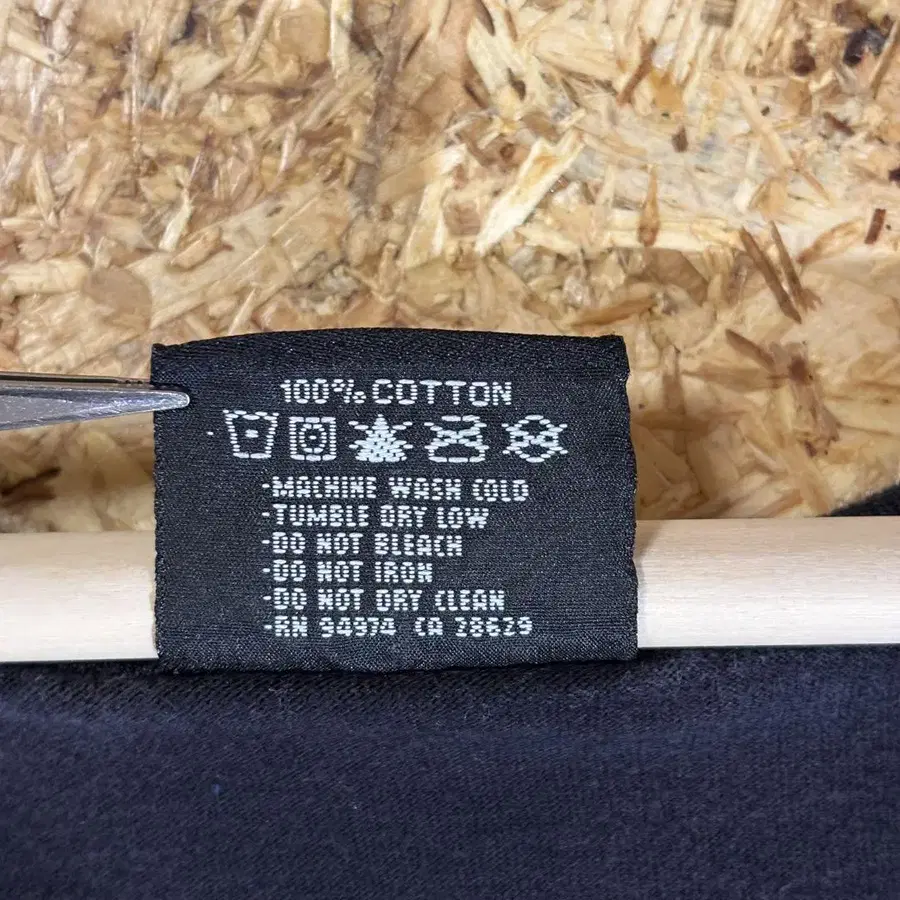 100% COTTON
-MACHINE WASH COLD
-TUMBLE DRY LOW
-DO NOT BLEACH
-DO NOT IRON
-DO NOT DRY CLEAN
-RN 94974 CA 28629